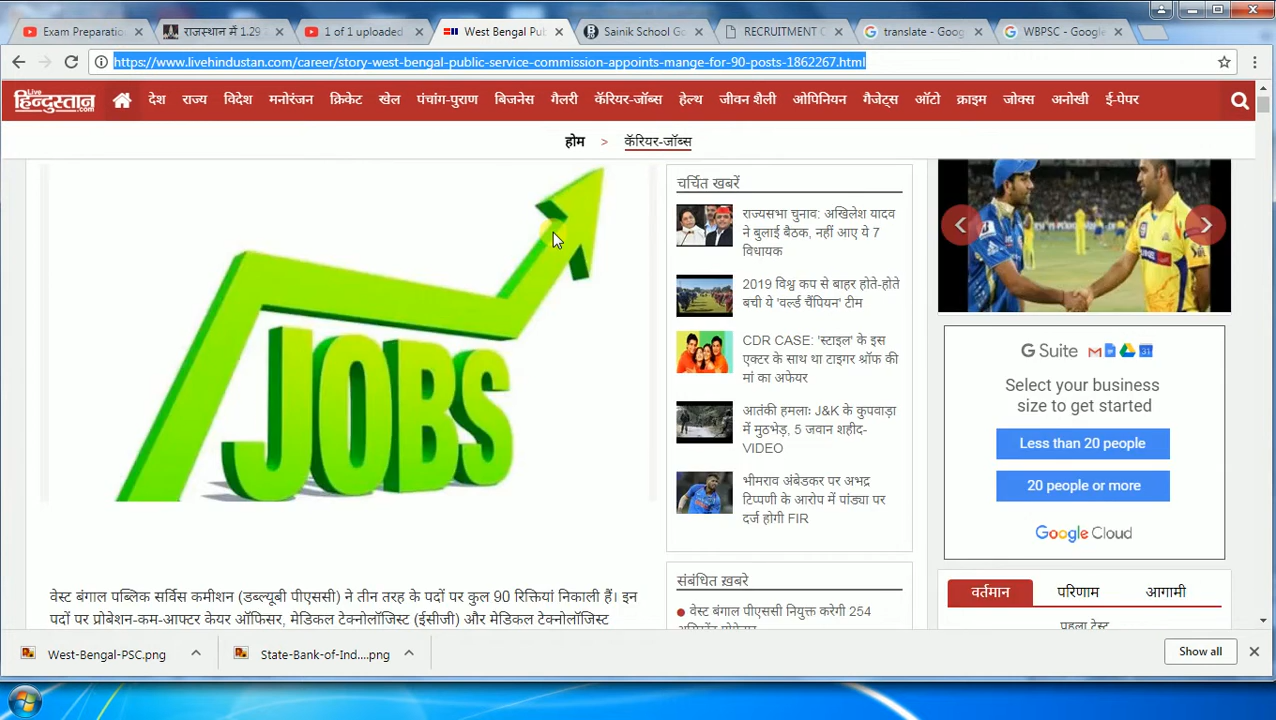 Exam Preparatio
राजस्थान में 1.29
1 of 1 uploaded
West Bengal Pub
Sainik School Go
RECRUITMENT C
translate - Goog
WBPSC - Google
https://www.livehindustan.com/career/story-west-bengal-public-service-commission-appoints-mange-for-90-posts-1862267.html
Live
हिन्दुस्तान
.com
देश राज्य विदेश मनोरंजन क्रिकेट खेल पंचांग-पुराण बिजनेस गैलरी कॅरियर-जॉब्स हेल्थ जीवन शैली ओपिनियन गैजेट्स ऑटो क्राइम जोक्स अनोखी ई-पेपर
होम > कॅरियर-जॉब्स
JOBS
वेस्ट बंगाल पब्लिक सर्विस कमीशन (डब्ल्यूबी पीएससी) ने तीन तरह के पदों पर कुल 90 रिक्तियां निकाली हैं। इन
पदों पर प्रोबेशन-कम-आफ्टर केयर ऑफिसर, मेडिकल टेक्नोलॉजिस्ट (ईसीजी) और मेडिकल टेक्नोलॉजिस्ट
चर्चित खबरें
राज्यसभा चुनाव: अखिलेश यादव
ने बुलाई बैठक, नहीं आए ये 7
विधायक
2019 विश्व कप से बाहर होते-होते
बची ये 'वर्ल्ड चैंपियन' टीम
CDR CASE: 'स्टाइल' के इस
एक्टर के साथ था टाइगर श्रॉफ की
मां का अफेयर
आतंकी हमलाः J&K के कुपवाड़ा
में मुठभेड़, 5 जवान शहीद-
VIDEO
भीमराव अंबेडकर पर अभद्र
टिप्पणी के आरोप में पांड्या पर
दर्ज होगी FIR
संबंधित ख़बरें
वेस्ट बंगाल पीएससी नियुक्त करेगी 254
G Suite
Select your business
size to get started
Less than 20 people
20 people or more
Google Cloud
वर्तमान परिणाम आगामी
पहला टेस्ट
West-Bengal-PSC.png
State-Bank-of-Ind....png
Show all